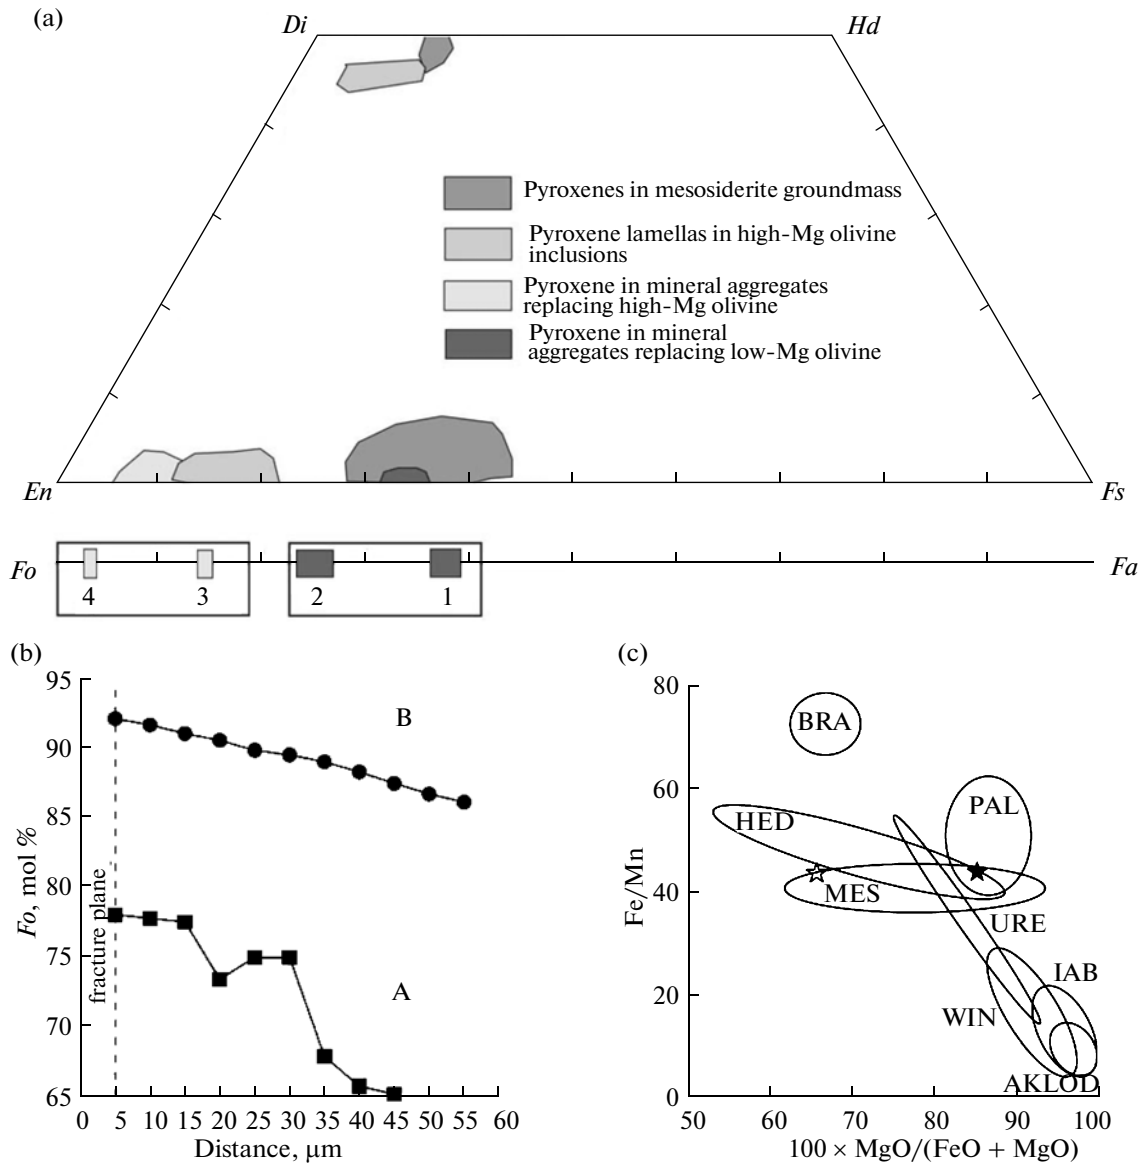 (a)
Di
Hd
Pyroxenes in mesosiderite groundmass
Pyroxene lamellas in high-Mg olivine
inclusions
Pyroxene in mineral aggregates
replacing high-Mg olivine
Pyroxene in mineral
aggregates replacing low-Mg olivine
En
Fs
Fo
Fa
4
3
2
1
(b)
95
90
85
80
75
70
65
Fo, mol %
fracture plane
B
A
0 5 10 15 20 25 30 35 40 45 50 55 60
Distance, μm
(c)
80
60
40
20
0
Fe/Mn
BRA
PAL
HED
MES
URE
IAB
WIN
AKLOD
50 60 70 80 90 100
100 × MgO/(FeO + MgO)